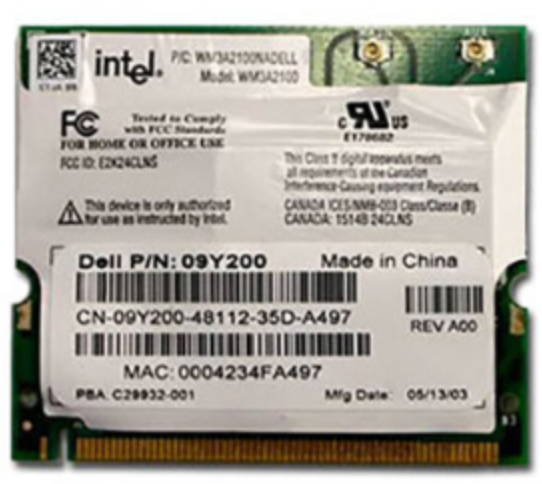 intel.
P/C: WM3A2100NADELL
Model: WM3A2100
FC
Tested to Comply
with FCC Standards
FOR HOME OR OFFICE USE
FCC ID: E2K24CLNS
c UR US
E178682
This Class B digital apparatus meets
all requirements of the Canadian
Interference-Causing equipment Regulations.
CANADA ICES/NMB-003 Class/Classe (B)
CANADA: 1514B 24CLNS
This device is only authorized
for use as instructed by Intel.
Dell P/N: 09Y200
Made in China
CN-09Y200-48112-35D-A497
REV A00
MAC: 0004234FA497
PBA: C29932-001
Mfg Date: 05/13/03